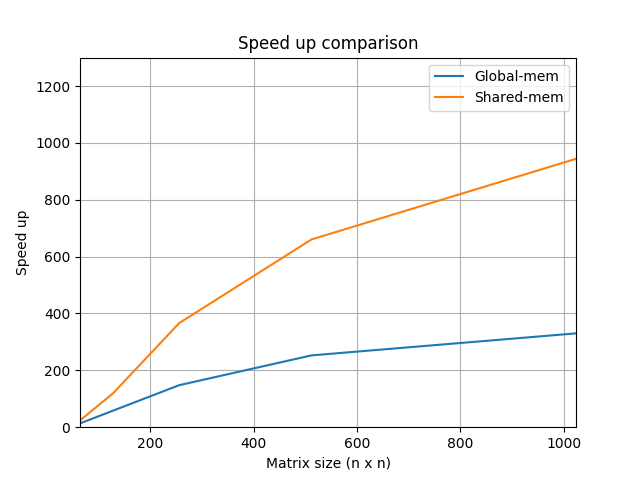 Speed up comparison
Global-mem
Shared-mem
1200
1000
800
600
400
200
0
Speed up
200 400 600 800 1000
Matrix size (n x n)